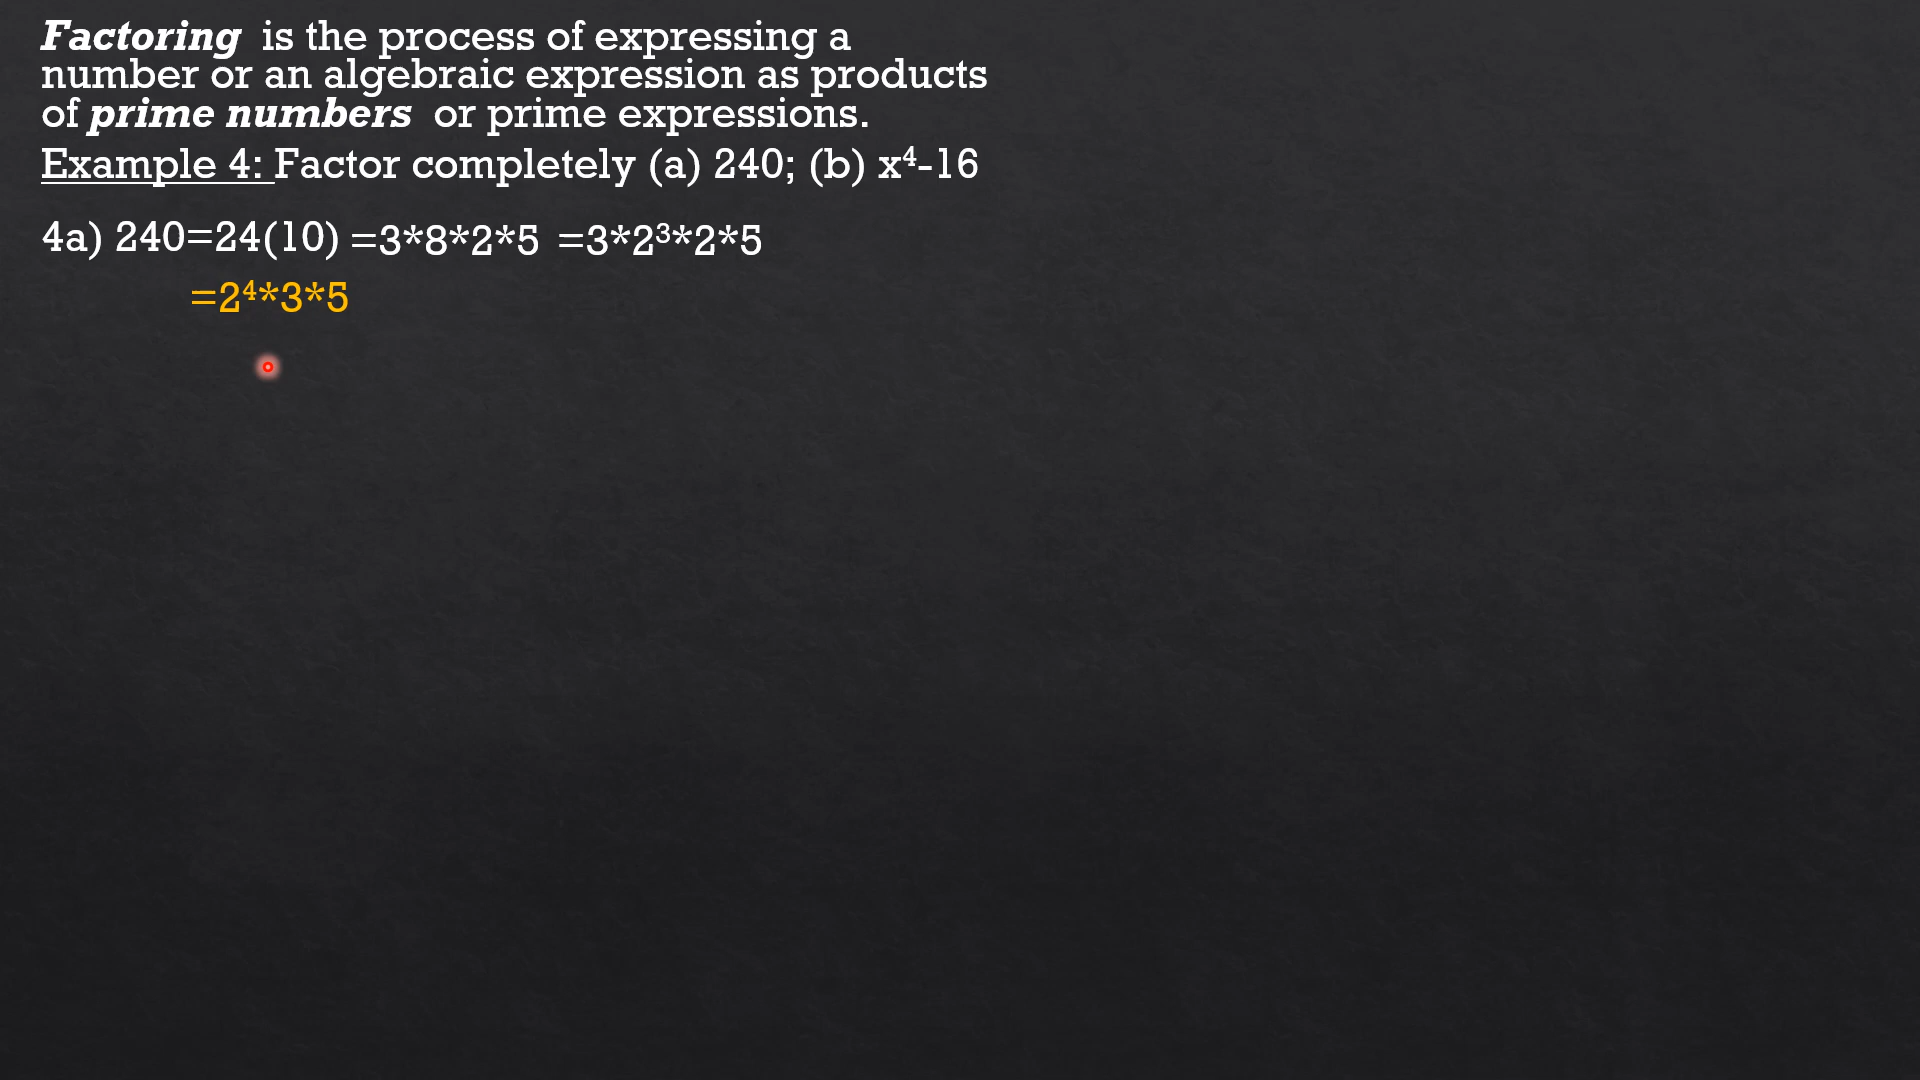 Factoring is the process of expressing a
number or an algebraic expression as products
of prime numbers or prime expressions.
Example 4: Factor completely (a) 240; (b) x⁴-16
4a) 240=24(10) =3*8*2*5 =3*2³*2*5
=2⁴*3*5